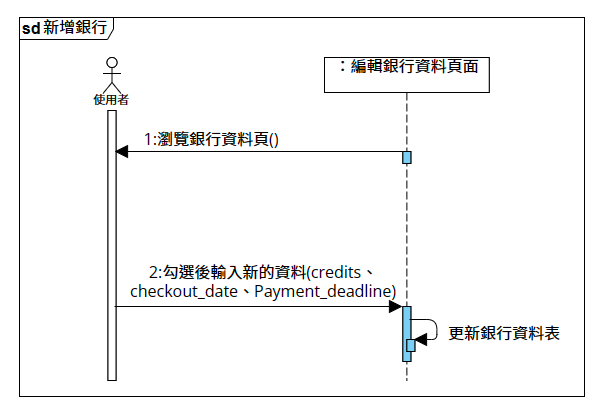 sd 新增銀行
使用者
：編輯銀行資料頁面
1:瀏覽銀行資料頁()
2:勾選後輸入新的資料(credits、
checkout_date、Payment_deadline)
更新銀行資料表